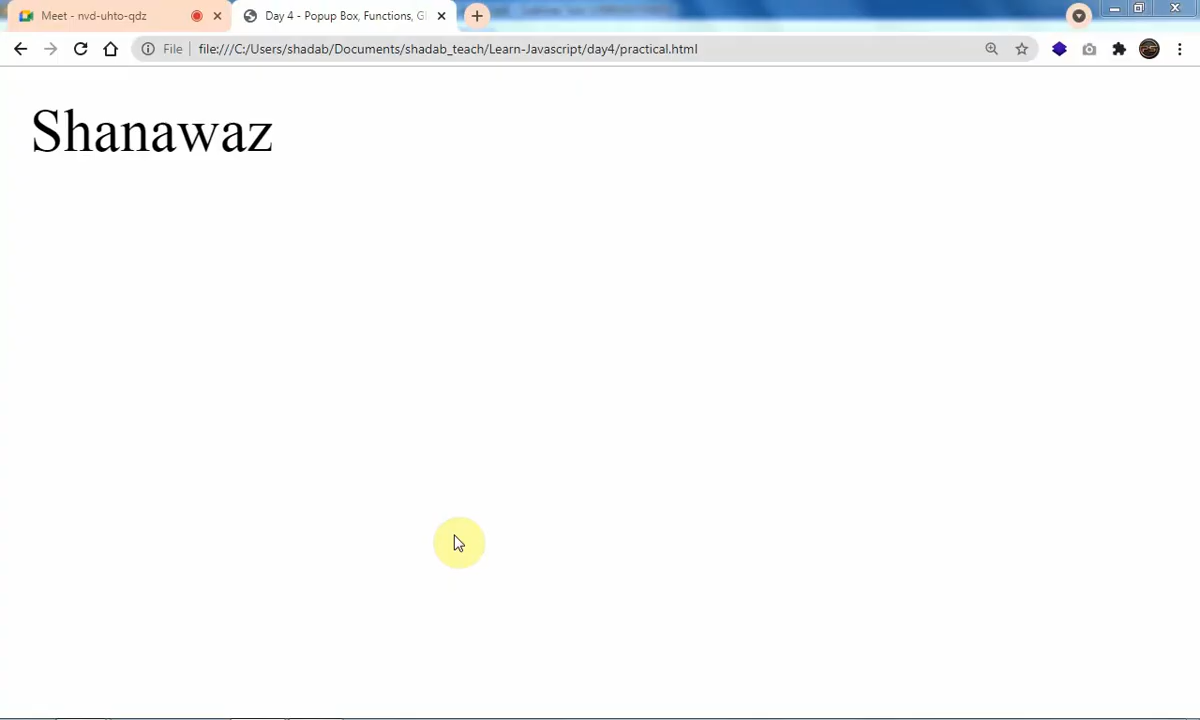 Meet - nvd-uhto-qdz
Day 4 - Popup Box, Functions, Gl
File
file:///C:/Users/shadab/Documents/shadab_teach/Learn-Javascript/day4/practical.html
Shanawaz